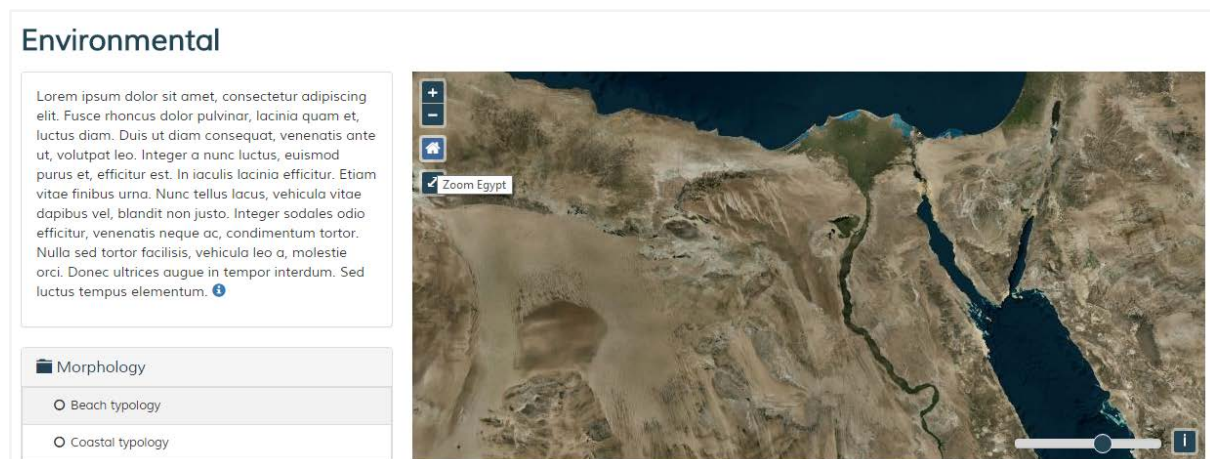 Environmental
Lorem ipsum dolor sit amet, consectetur adipiscing
elit. Fusce rhoncus dolor pulvinar, lacinia quam et,
luctus diam. Duis ut diam consequat, venenatis ante
ut, volutpat leo. Integer a nunc luctus, euismod
purus et, efficitur est. In iaculis lacinia efficitur. Etiam
vitae finibus urna. Nunc tellus lacus, vehicula vitae
dapibus vel, blandit non justo. Integer sodales odio
efficitur, venenatis neque ac, condimentum tortor.
Nulla sed tortor facilisis, vehicula leo a, molestie
orci. Donec ultrices augue in tempor interdum. Sed
luctus tempus elementum. i
Morphology
Beach typology
Coastal typology
+
−
Zoom Egypt
i